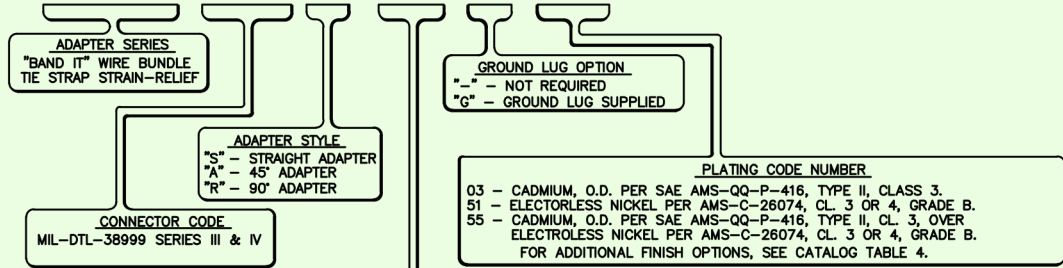 ADAPTER SERIES
"BAND IT" WIRE BUNDLE
TIE STRAP STRAIN-RELIEF
GROUND LUG OPTION
"-" - NOT REQUIRED
"G" - GROUND LUG SUPPLIED
ADAPTER STYLE
"S" - STRAIGHT ADAPTER
"A" - 45° ADAPTER
"R" - 90° ADAPTER
PLATING CODE NUMBER
03 - CADMIUM, O.D. PER SAE AMS-QQ-P-416, TYPE II, CLASS 3.
51 - ELECTORLESS NICKEL PER AMS-C-26074, CL. 3 OR 4, GRADE B.
55 - CADMIUM, O.D. PER SAE AMS-QQ-P-416, TYPE II, CL. 3, OVER
ELECTROLESS NICKEL PER AMS-C-26074, CL. 3 OR 4, GRADE B.
FOR ADDITIONAL FINISH OPTIONS, SEE CATALOG TABLE 4.
CONNECTOR CODE
MIL-DTL-38999 SERIES III & IV